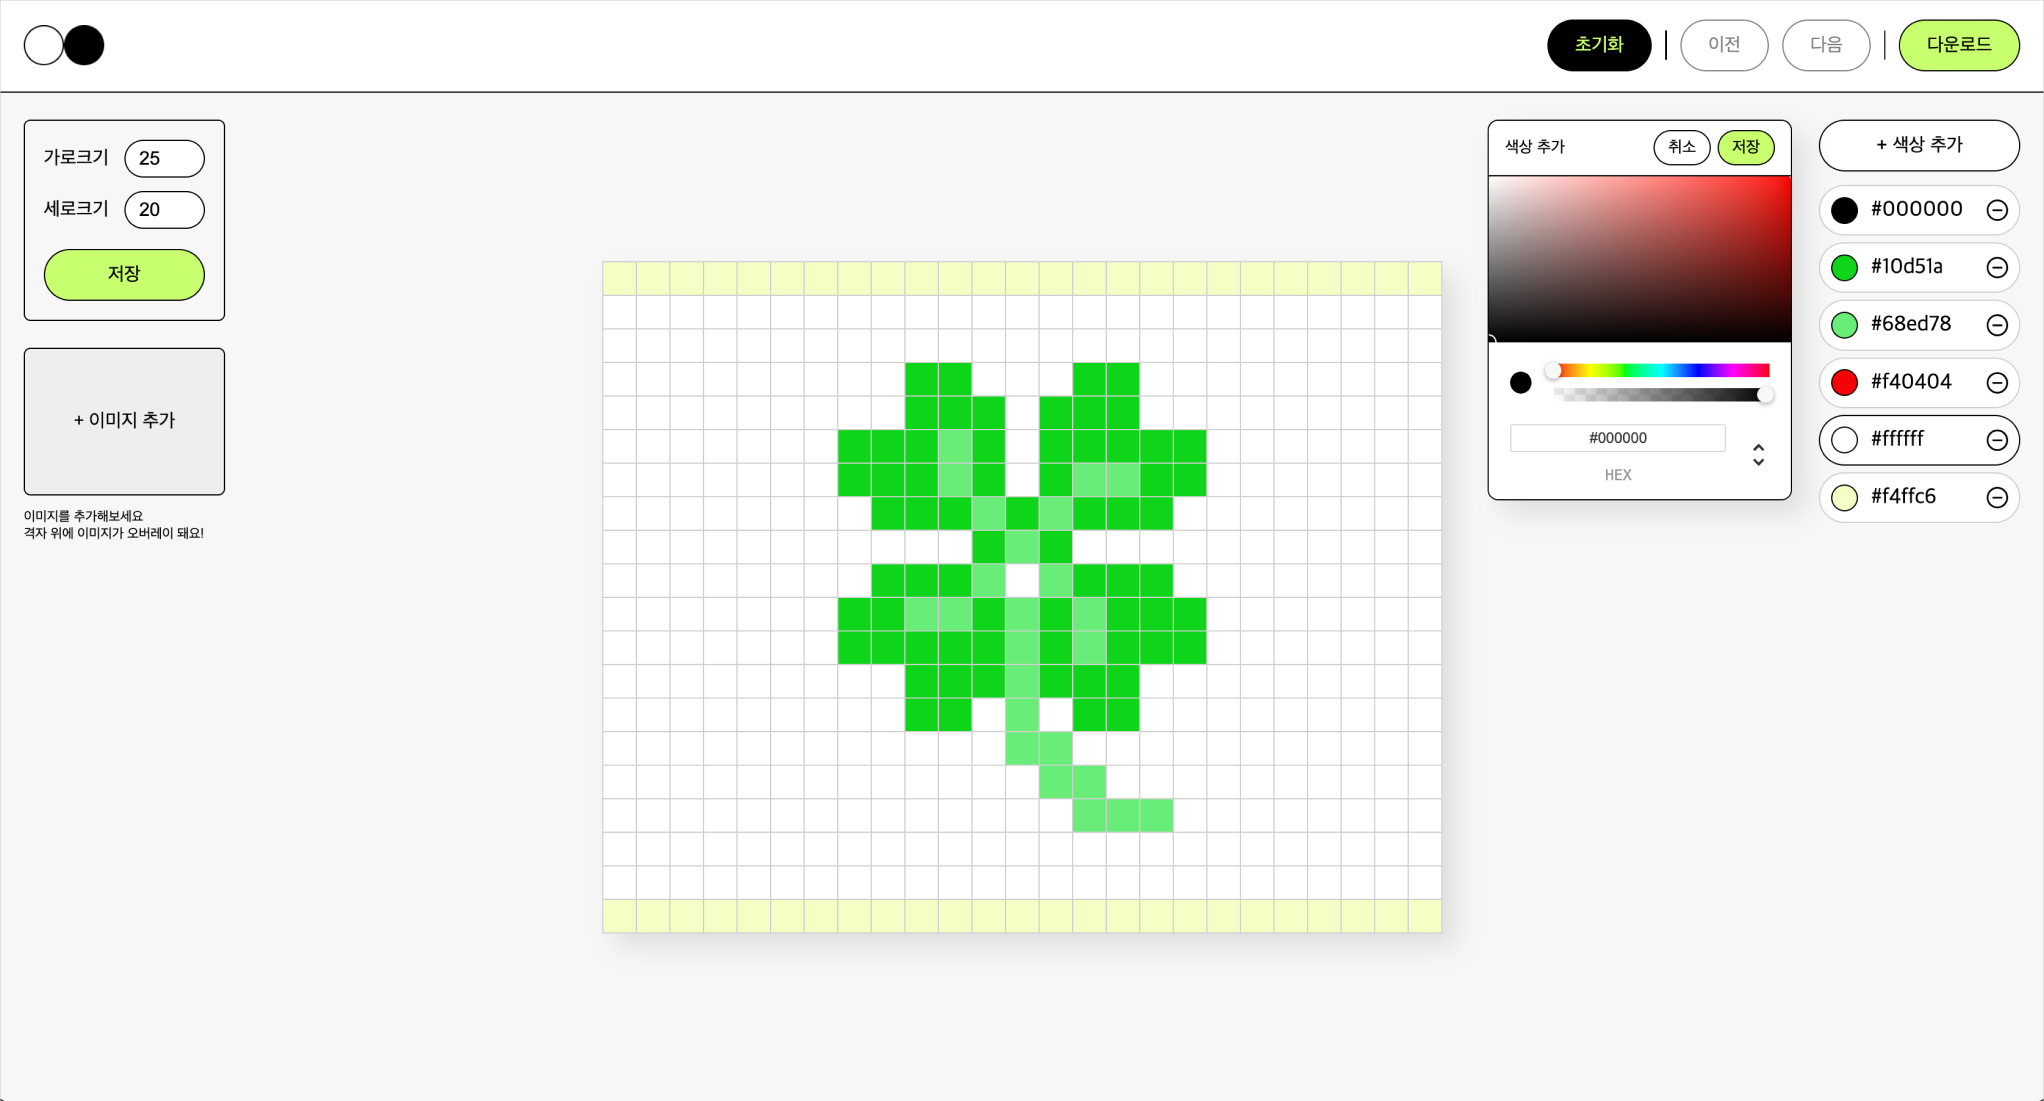 초기화
이전
다음
다운로드
가로크기 25
세로크기 20
저장
+ 이미지 추가
이미지를 추가해보세요
격자 위에 이미지가 오버레이 돼요!
색상 추가 취소 저장
#000000
HEX
+ 색상 추가
#000000
#10d51a
#68ed78
#f40404
#ffffff
#f4ffc6